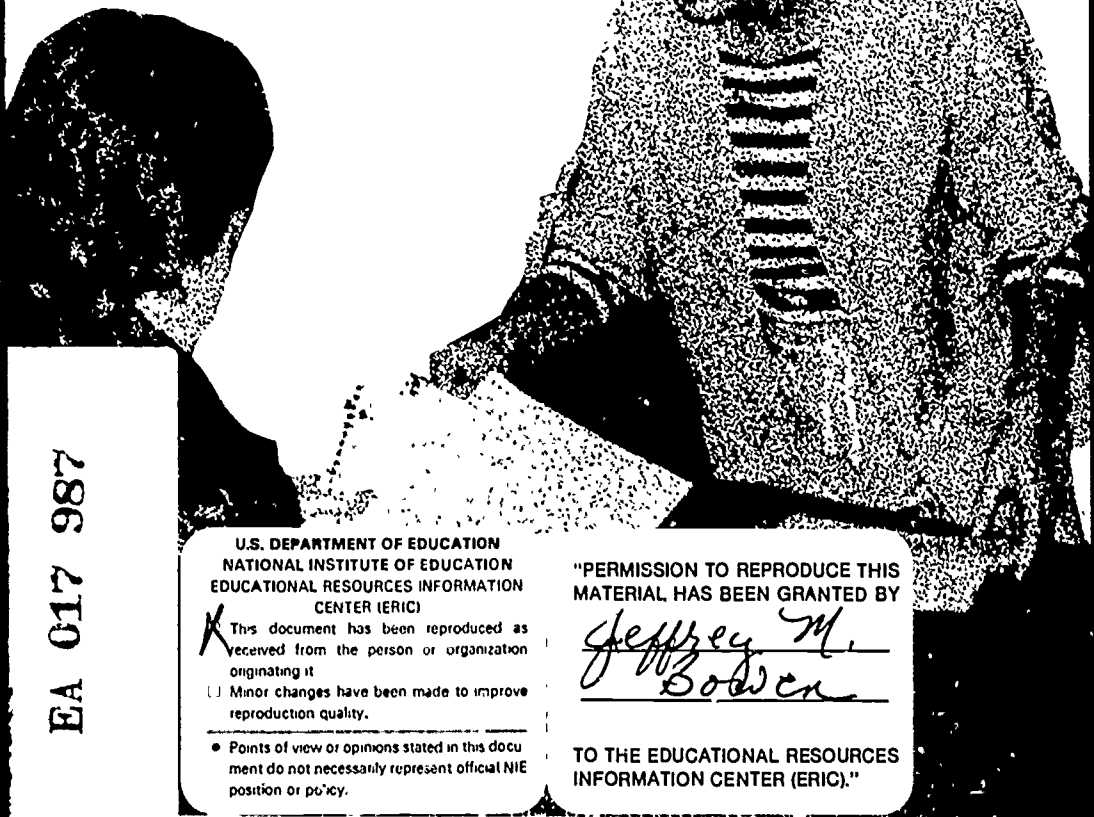 EA 017 987
U.S. DEPARTMENT OF EDUCATION
NATIONAL INSTITUTE OF EDUCATION
EDUCATIONAL RESOURCES INFORMATION
CENTER (ERIC)
This document has been reproduced as
received from the person or organization
originating it
Minor changes have been made to improve
reproduction quality.
• Points of view or opinions stated in this docu
ment do not necessarily represent official NIE
position or policy.
"PERMISSION TO REPRODUCE THIS
MATERIAL HAS BEEN GRANTED BY
Jeffrey M.
Bowen
TO THE EDUCATIONAL RESOURCES
INFORMATION CENTER (ERIC)."